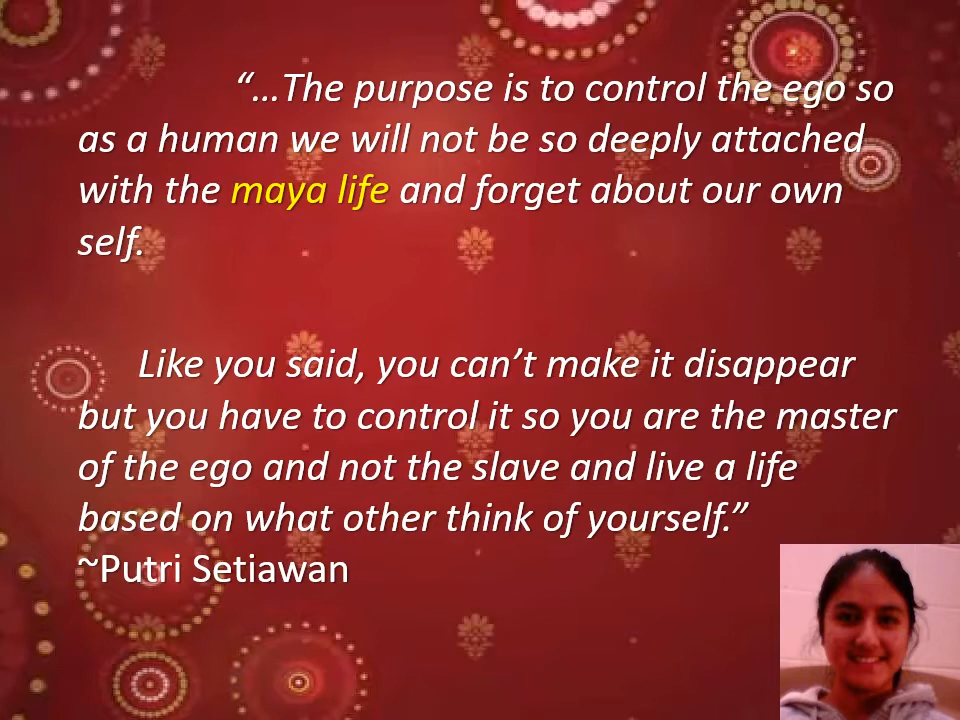 “…The purpose is to control the ego so
as a human we will not be so deeply attached
with the maya life and forget about our own
self.
Like you said, you can’t make it disappear
but you have to control it so you are the master
of the ego and not the slave and live a life
based on what other think of yourself.”
~Putri Setiawan